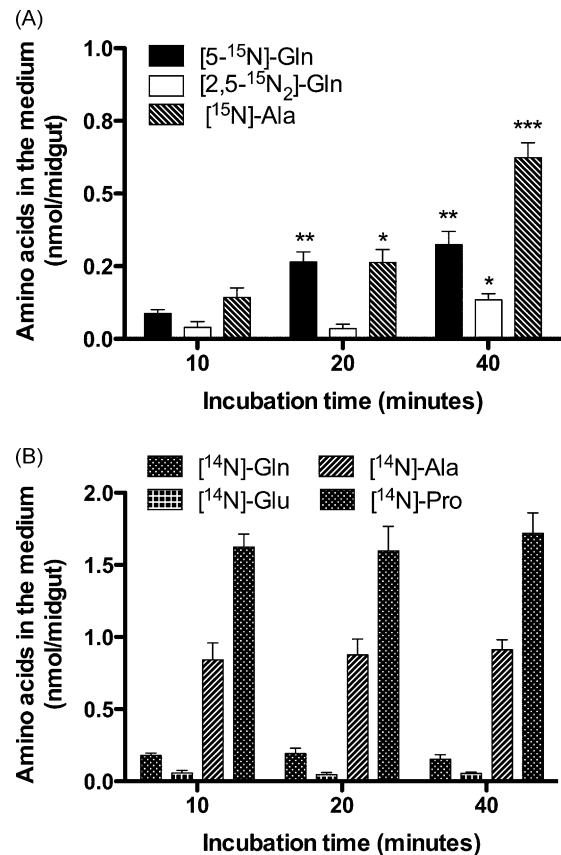 (A)
[5-¹⁵N]-Gln
[2,5-¹⁵N₂]-Gln
[¹⁵N]-Ala
Amino acids in the medium
(nmol/midgut)
1.0
0.8
0.5
0.2
0.0
** * ** * ***
10 20 40
Incubation time (minutes)
(B)
[¹⁴N]-Gln [¹⁴N]-Ala
[¹⁴N]-Glu [¹⁴N]-Pro
Amino acids in the medium
(nmol/midgut)
2.0
1.5
1.0
0.5
0.0
10 20 40
Incubation time (minutes)